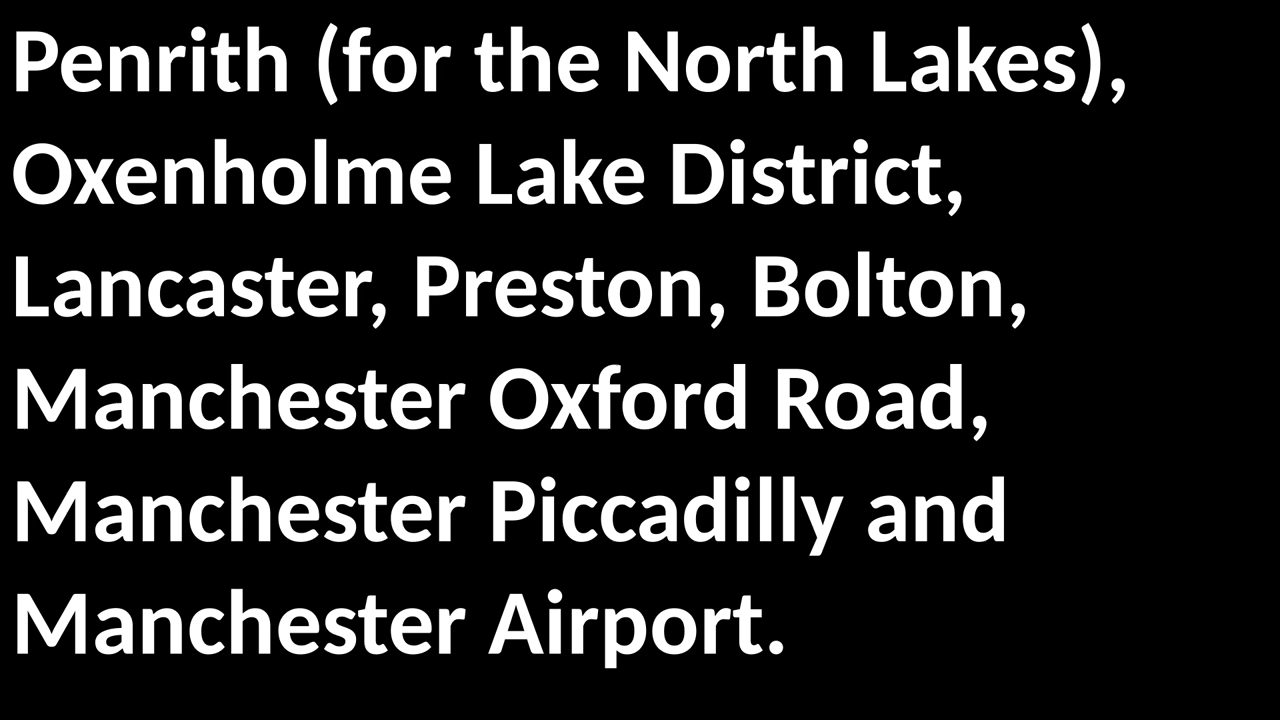 Penrith (for the North Lakes),
Oxenholme Lake District,
Lancaster, Preston, Bolton,
Manchester Oxford Road,
Manchester Piccadilly and
Manchester Airport.